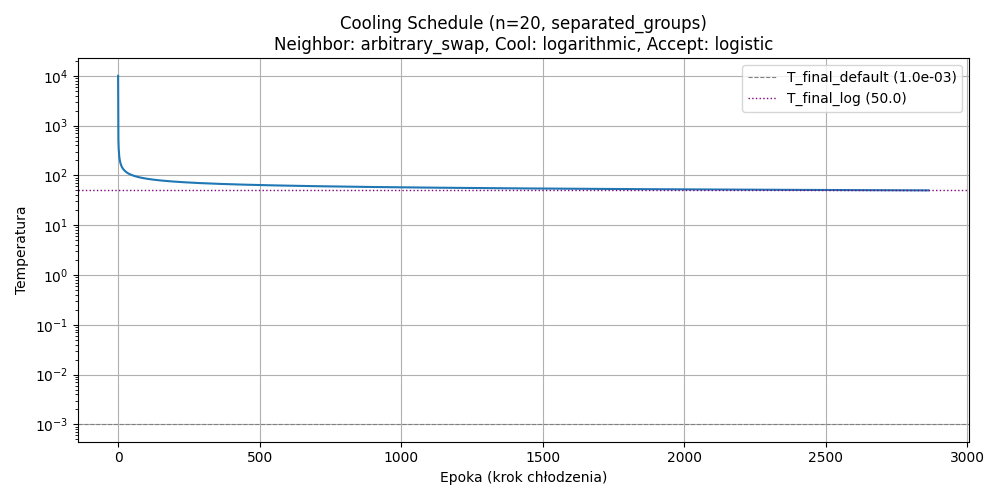 Cooling Schedule (n=20, separated_groups)
Neighbor: arbitrary_swap, Cool: logarithmic, Accept: logistic
T_final_default (1.0e-03)
T_final_log (50.0)
Temperatura
10⁴
10³
10²
10¹
10⁰
10⁻¹
10⁻²
10⁻³
0 500 1000 1500 2000 2500 3000
Epoka (krok chłodzenia)